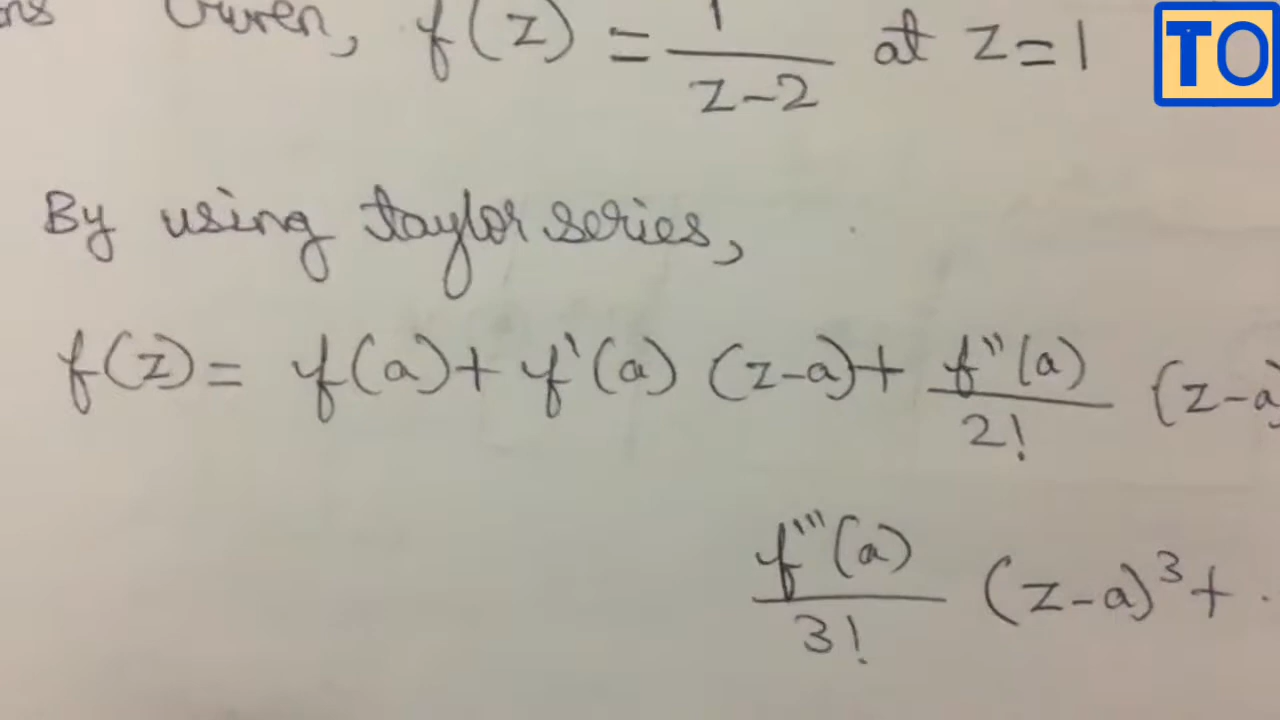 Given, f(z) = 1/(z-2) at z=1
TO
By using taylor series,
f(z) = f(a) + f'(a) (z-a) + f''(a)/2! (z-a)
f'''(a)/3! (z-a)³ + .